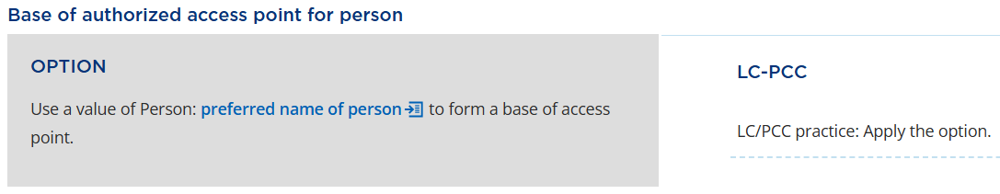 Base of authorized access point for person
OPTION
Use a value of Person: preferred name of person to form a base of access
point.
LC-PCC
LC/PCC practice: Apply the option.